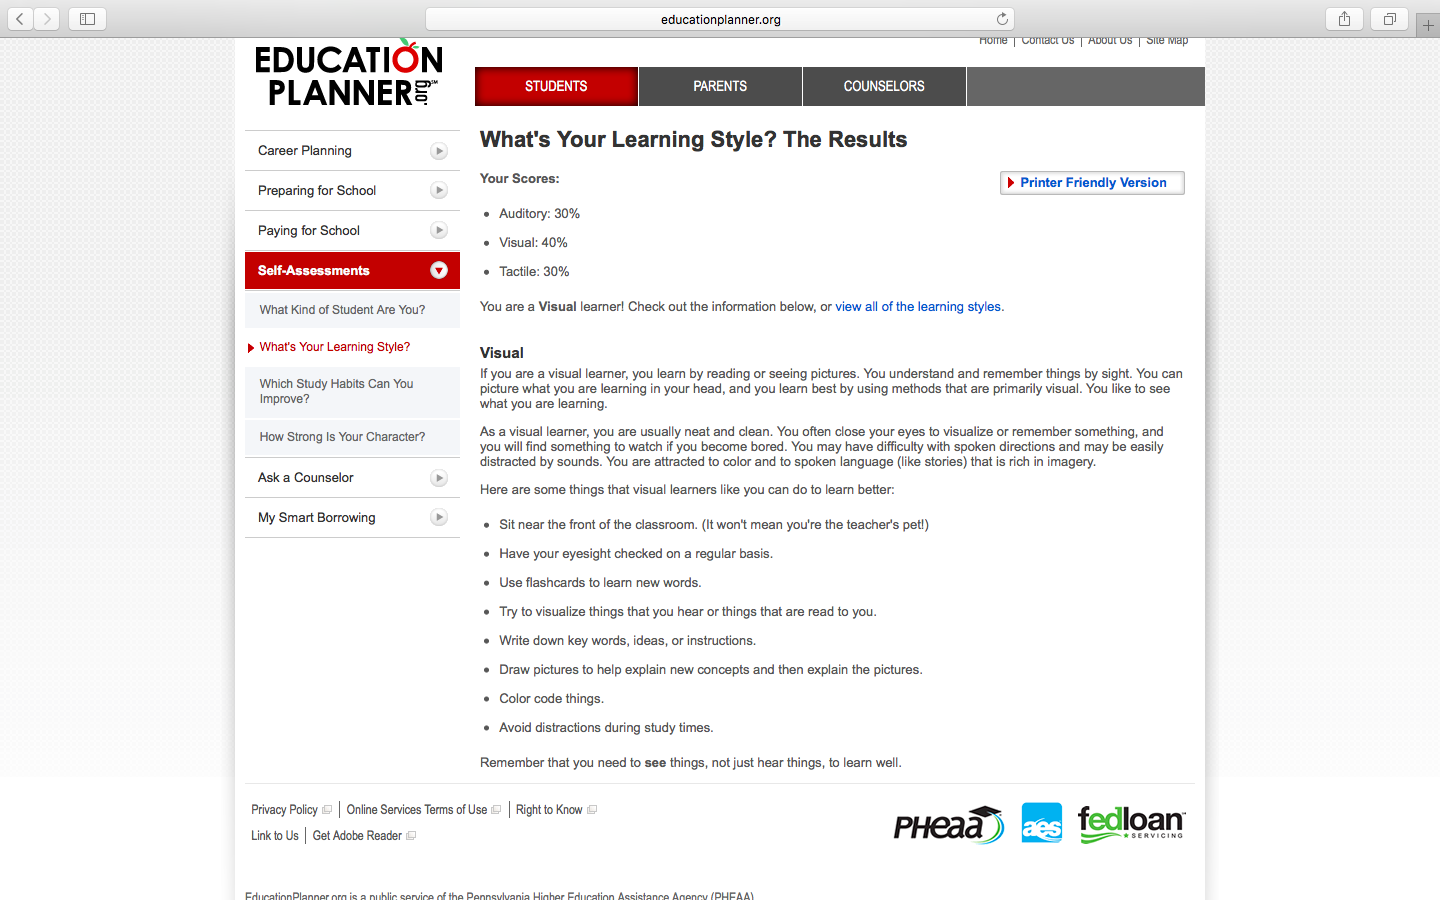 educationplanner.org
Home | Contact Us | About Us | Site Map
EDUCATION
PLANNER.org SM
STUDENTS
PARENTS
COUNSELORS
Career Planning
Preparing for School
Paying for School
Self-Assessments
What Kind of Student Are You?
What's Your Learning Style?
Which Study Habits Can You
Improve?
How Strong Is Your Character?
Ask a Counselor
My Smart Borrowing
What's Your Learning Style? The Results
Your Scores:
Printer Friendly Version
Auditory: 30%
Visual: 40%
Tactile: 30%
You are a Visual learner! Check out the information below, or view all of the learning styles.
Visual
If you are a visual learner, you learn by reading or seeing pictures. You understand and remember things by sight. You can
picture what you are learning in your head, and you learn best by using methods that are primarily visual. You like to see
what you are learning.
As a visual learner, you are usually neat and clean. You often close your eyes to visualize or remember something, and
you will find something to watch if you become bored. You may have difficulty with spoken directions and may be easily
distracted by sounds. You are attracted to color and to spoken language (like stories) that is rich in imagery.
Here are some things that visual learners like you can do to learn better:
Sit near the front of the classroom. (It won't mean you're the teacher's pet!)
Have your eyesight checked on a regular basis.
Use flashcards to learn new words.
Try to visualize things that you hear or things that are read to you.
Write down key words, ideas, or instructions.
Draw pictures to help explain new concepts and then explain the pictures.
Color code things.
Avoid distractions during study times.
Remember that you need to see things, not just hear things, to learn well.
Privacy Policy | Online Services Terms of Use | Right to Know
Link to Us | Get Adobe Reader
PHEAA
aes
fedloan
SERVICING
EducationPlanner.org is a public service of the Pennsylvania Higher Education Assistance Agency (PHEAA)